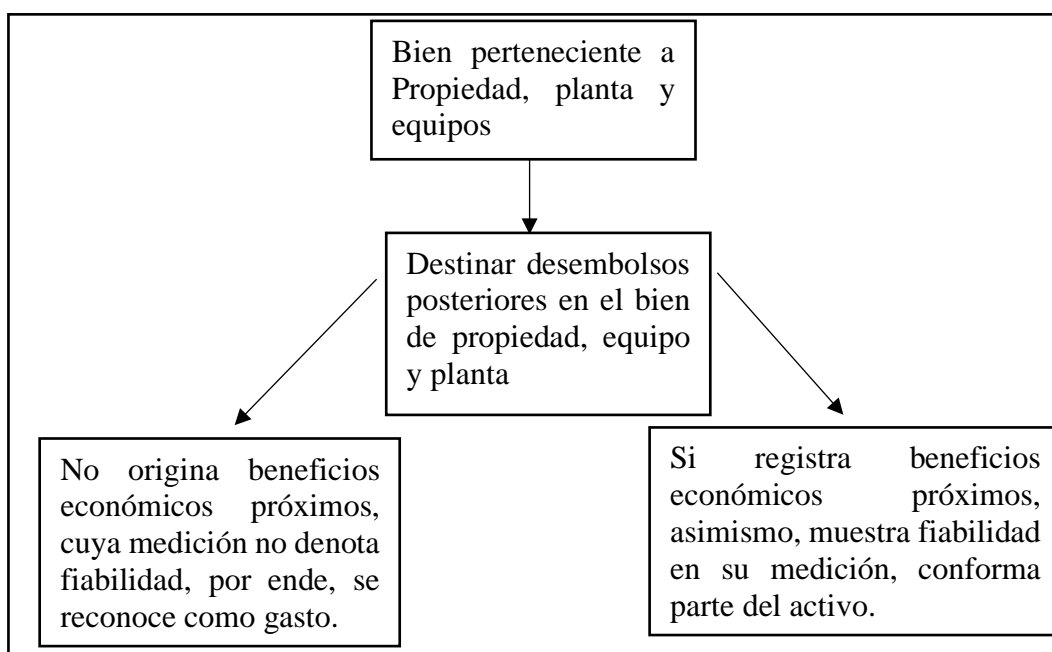 Bien perteneciente a
Propiedad, planta y
equipos
Destinar desembolsos
posteriores en el bien
de propiedad, equipo
y planta
No origina beneficios
económicos próximos,
cuya medición no denota
fiabilidad, por ende, se
reconoce como gasto.
Si registra beneficios
económicos próximos,
asimismo, muestra fiabilidad
en su medición, conforma
parte del activo.